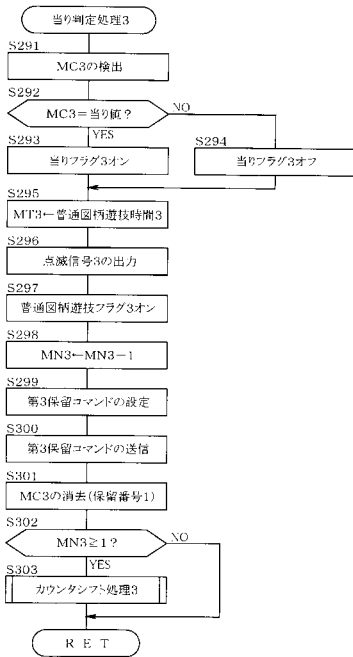 当り判定処理3
S291
MC3の検出
S292
MC3=当り値?
NO
YES
S293
当りフラグ3オン
S294
当りフラグ3オフ
S295
MT3←普通図柄遊技時間3
S296
点滅信号3の出力
S297
普通図柄遊技フラグ3オン
S298
MN3←MN3-1
S299
第3保留コマンドの設定
S300
第3保留コマンドの送信
S301
MC3の消去(保留番号1)
S302
MN3≧1?
NO
YES
S303
カウンタシフト処理3
RET